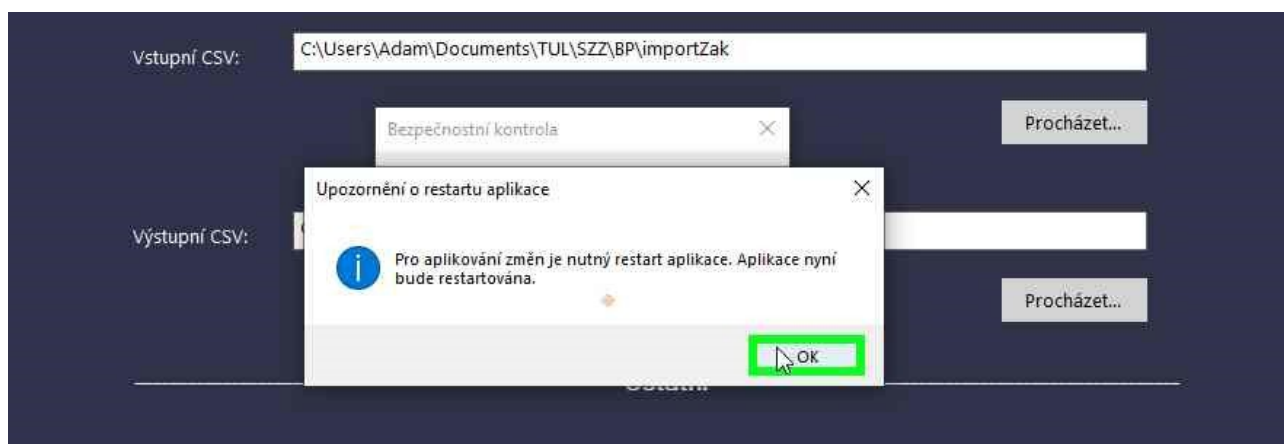 Vstupní CSV:
C:\Users\Adam\Documents\TUL\SZZ\BP\importZak
Procházet...
Bezpečnostní kontrola
Upozornění o restartu aplikace
Výstupní CSV:
Pro aplikování změn je nutný restart aplikace. Aplikace nyní
bude restartována.
Procházet...
OK